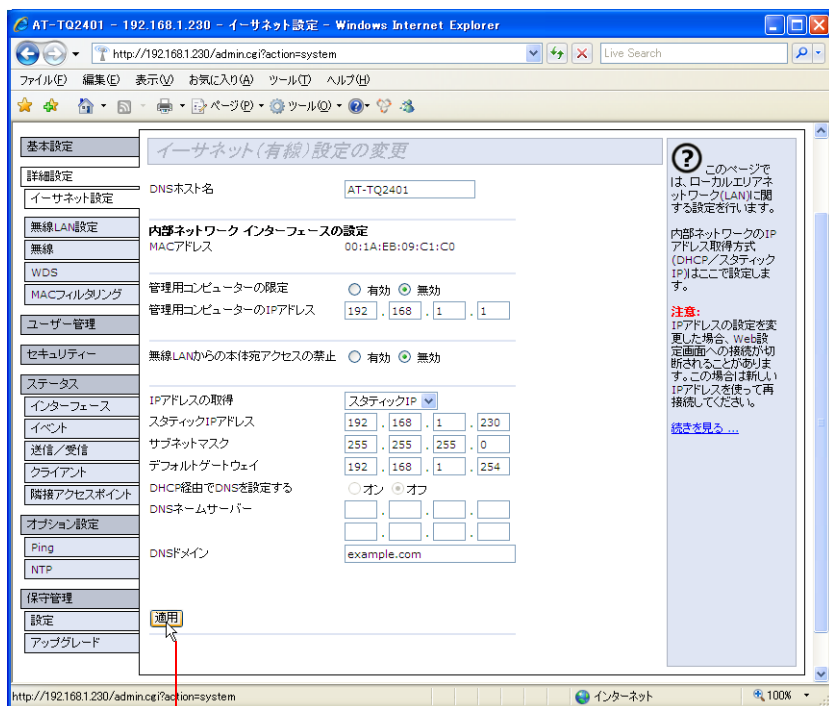 AT-TQ2401 - 192.168.1.230 - イーサネット設定 - Windows Internet Explorer
http://192.168.1.230/admin.cgi?action=system
Live Search
ファイル(F) 編集(E) 表示(V) お気に入り(A) ツール(T) ヘルプ(H)
ページ(P) ツール(O)
基本設定
詳細設定
イーサネット設定
無線LAN設定
無線
WDS
MACフィルタリング
ユーザー管理
セキュリティー
ステータス
インターフェース
イベント
送信/受信
クライアント
隣接アクセスポイント
オプション設定
Ping
NTP
保守管理
設定
アップグレード
イーサネット(有線)設定の変更
DNSホスト名 AT-TQ2401
内部ネットワーク インターフェースの設定
MACアドレス 00:1A:EB:09:C1:C0
管理用コンピューターの限定 有効 無効
管理用コンピューターのIPアドレス 192 . 168 . 1 . 1
無線LANからの本体宛アクセスの禁止 有効 無効
IPアドレスの取得 スタティックIP
スタティックIPアドレス 192 . 168 . 1 . 230
サブネットマスク 255 . 255 . 255 . 0
デフォルトゲートウェイ 192 . 168 . 1 . 254
DHCP経由でDNSを設定する オン オフ
DNSネームサーバー . . .
. . .
DNSドメイン example.com
適用
?
このページで
は、ローカルエリアネ
ットワーク(LAN)に関
する設定を行います。
内部ネットワークのIP
アドレス取得方式
(DHCP/スタティック
IP)はここで設定しま
す。
注意:
IPアドレスの設定を変
更した場合、Web設
定画面への接続が切
断されることがありま
す。この場合は新しい
IPアドレスを使って再
接続してください。
続きを見る ...
http://192.168.1.230/admin.cgi?action=system
インターネット
100%